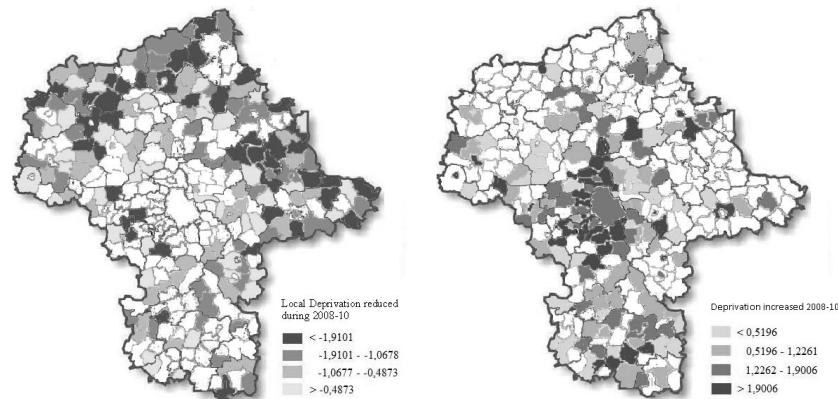 Local Deprivation reduced
during 2008-10
< -1,9101
-1,9101 - -1,0678
-1,0677 - -0,4873
> -0,4873
Deprivation increased 2008-10
< 0,5196
0,5196 - 1,2261
1,2262 - 1,9006
> 1,9006